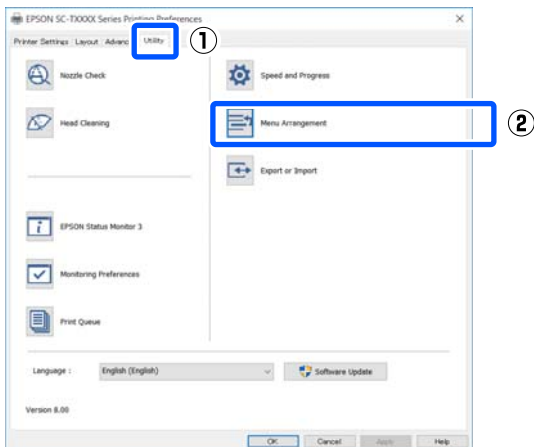 EPSON SC-TXXXX Series Printing Preferences
Printer Settings Layout Advanc Utility ①
Nozzle Check
Speed and Progress
Head Cleaning
Menu Arrangement ②
Export or Import
EPSON Status Monitor 3
Monitoring Preferences
Print Queue
Language : English (English) Software Update
Version 8.00
OK Cancel Apply Help